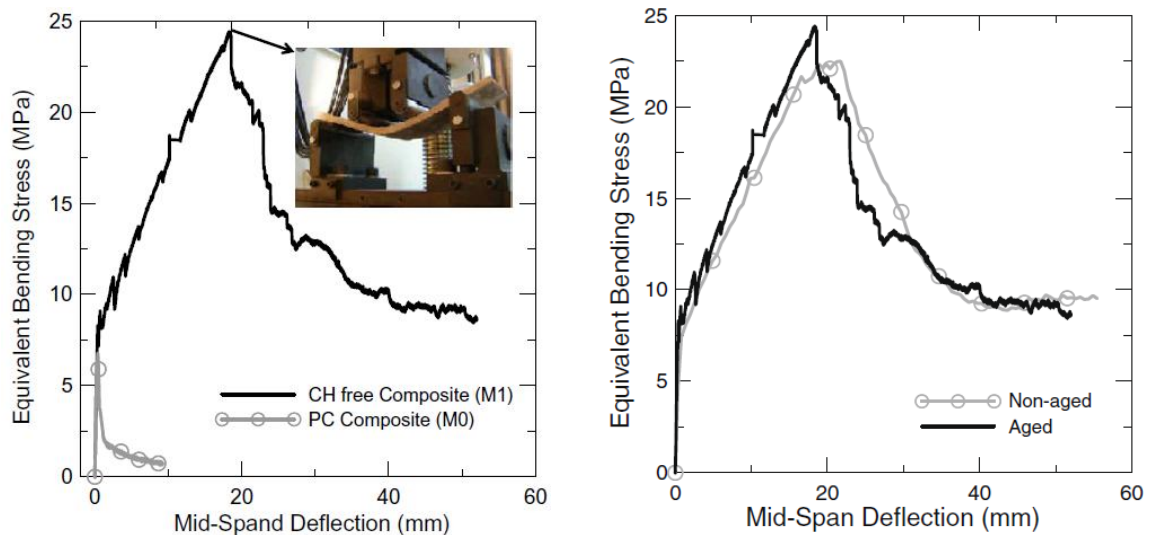 Equivalent Bending Stress (MPa)
25
20
15
10
5
0
0
20
40
60
Mid-Spand Deflection (mm)
CH free Composite (M1)
PC Composite (M0)
Equivalent Bending Stress (MPa)
25
20
15
10
5
0
0
20
40
60
Mid-Span Deflection (mm)
Non-aged
Aged